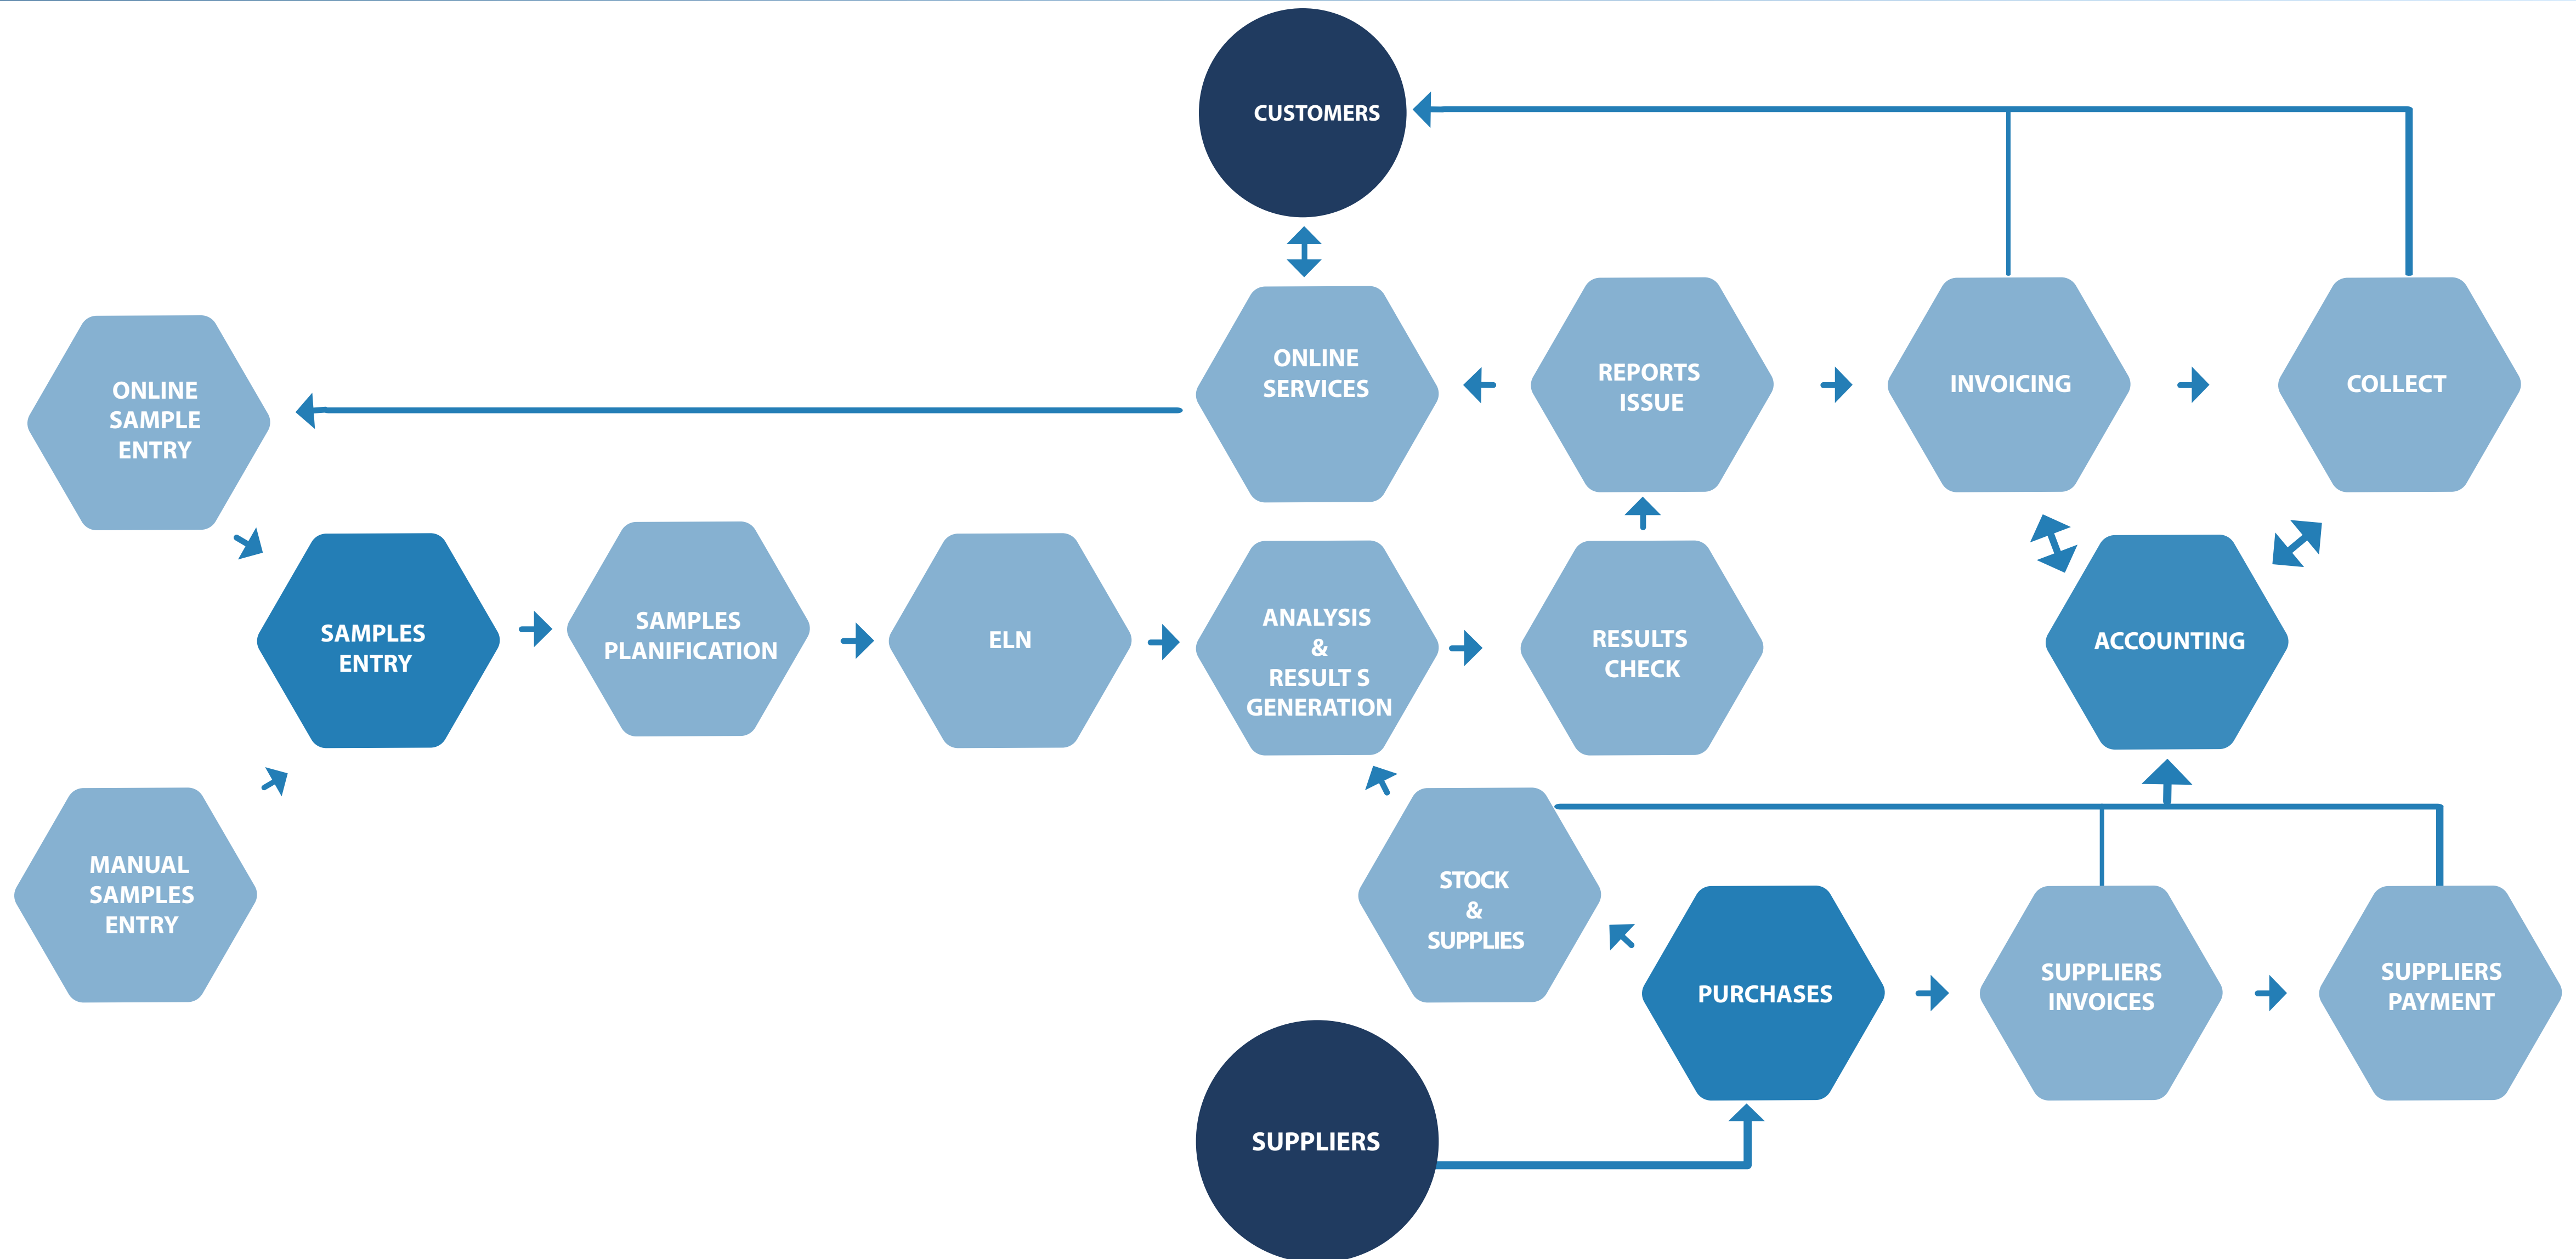 CUSTOMERS
ONLINE
SERVICES
REPORTS
ISSUE
INVOICING
COLLECT
ONLINE
SAMPLE
ENTRY
SAMPLES
ENTRY
SAMPLES
PLANIFICATION
ELN
ANALYSIS
&
RESULT S
GENERATION
RESULTS
CHECK
ACCOUNTING
MANUAL
SAMPLES
ENTRY
STOCK
&
SUPPLIES
PURCHASES
SUPPLIERS
INVOICES
SUPPLIERS
PAYMENT
SUPPLIERS